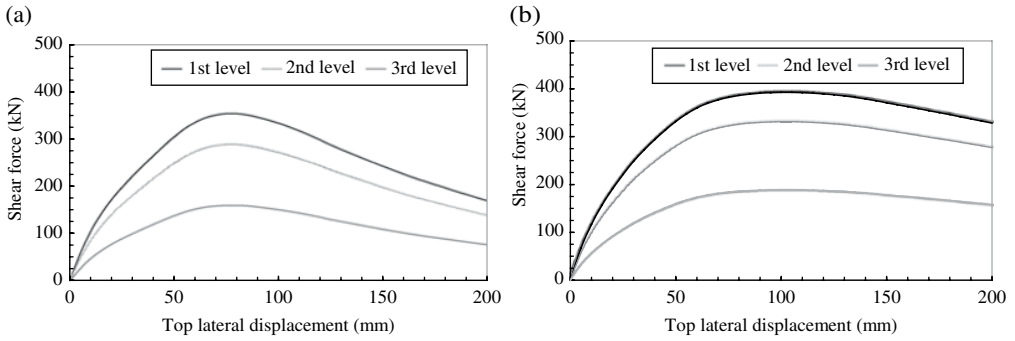 (a)
500
400
300
200
100
0
Shear force (kN)
1st level 2nd level 3rd level
0 50 100 150 200
Top lateral displacement (mm)
(b)
500
400
300
200
100
0
Shear force (kN)
1st level 2nd level 3rd level
0 50 100 150 200
Top lateral displacement (mm)